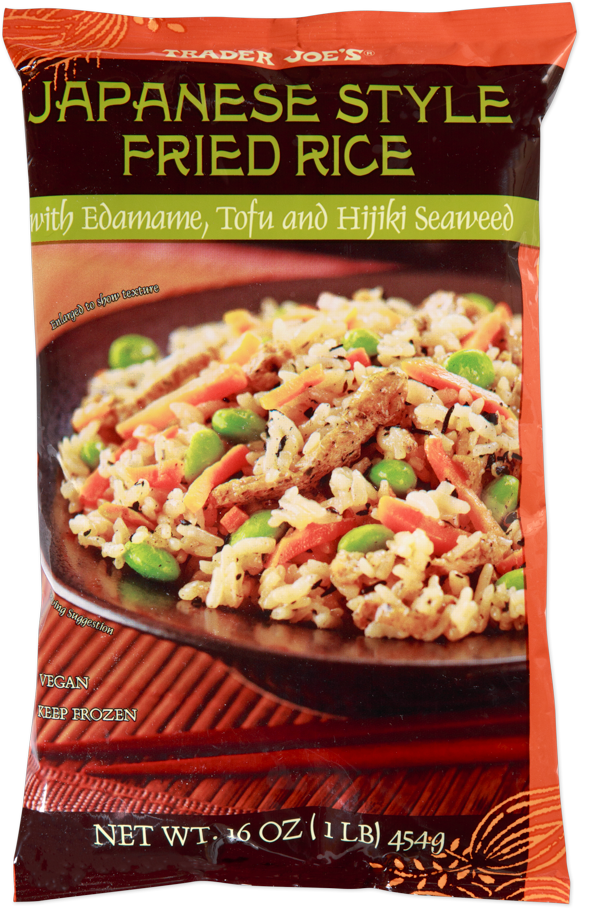 TRADER JOE'S®
JAPANESE STYLE
FRIED RICE
with Edamame, Tofu and Hijiki Seaweed
Enlarged to show texture
Suggestion
VEGAN
KEEP FROZEN
NET WT. 16 OZ (1 LB) 454g